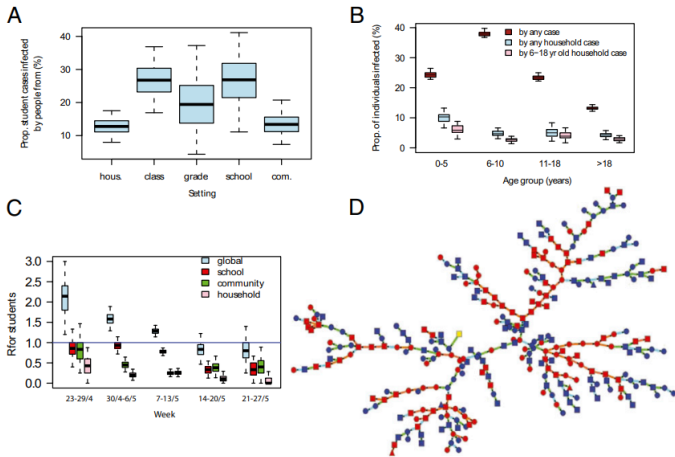 A
Prop. student cases infected
by people from (%)
40
30
20
10
hous.
class
grade
school
com.
Setting
B
Prop. of individuals infected (%)
40
30
20
10
0
by any case
by any household case
by 6−18 yr old household case
0-5
6-10
11-18
>18
Age group (years)
C
R for students
3.0
2.5
2.0
1.5
1.0
0.5
0.0
global
school
community
household
23-29/4
30/4-6/5
7-13/5
14-20/5
21-27/5
Week
D